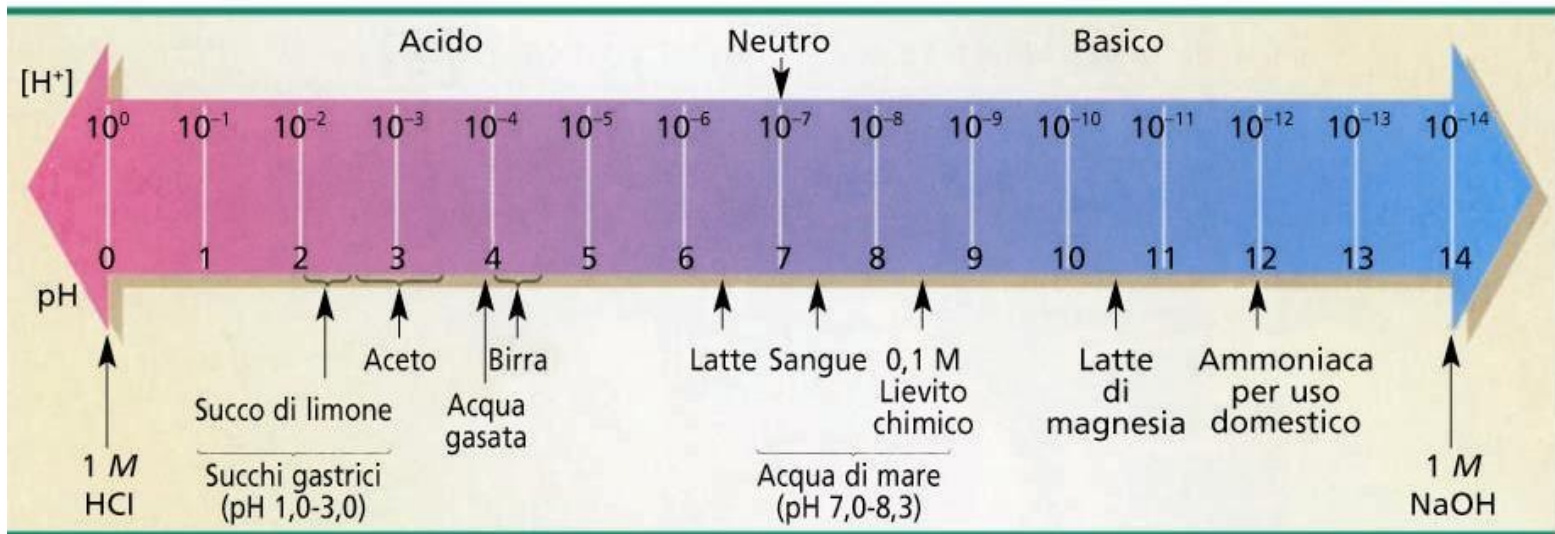 Acido Neutro Basico
[H⁺]
10⁰ 10⁻¹ 10⁻² 10⁻³ 10⁻⁴ 10⁻⁵ 10⁻⁶ 10⁻⁷ 10⁻⁸ 10⁻⁹ 10⁻¹⁰ 10⁻¹¹ 10⁻¹² 10⁻¹³ 10⁻¹⁴
0 1 2 3 4 5 6 7 8 9 10 11 12 13 14
pH
1 M
HCl
Succhi gastrici
(pH 1,0-3,0)
Succo di limone
Aceto
Acqua
gasata
Birra
Latte
Sangue
0,1 M
Lievito
chimico
Acqua di mare
(pH 7,0-8,3)
Latte
di
magnesia
Ammoniaca
per uso
domestico
1 M
NaOH